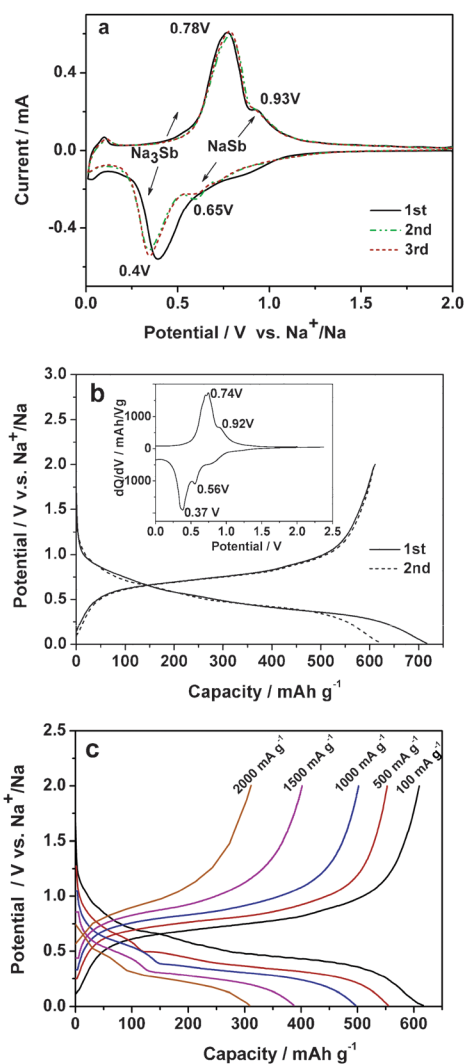 a
0.78V
0.93V
Na3Sb
NaSb
0.65V
0.4V
1st
2nd
3rd
0.4
0.0
-0.4
0.0
0.5
1.0
1.5
2.0
Current / mA
Potential / V vs. Na+/Na
b
0.74V
0.92V
0.56V
0.37 V
1000
0
1000
0.0 0.5 1.0 1.5 2.0 2.5
dQ/dV / mAh/Vg
Potential / V
1st
2nd
3.0
2.5
2.0
1.5
1.0
0.5
0.0
0 100 200 300 400 500 600 700
Potential / V v.s. Na+/Na
Capacity / mAh g-1
c
2000 mA g-1
1500 mA g-1
1000 mA g-1
500 mA g-1
100 mA g-1
2.5
2.0
1.5
1.0
0.5
0.0
0 100 200 300 400 500 600
Potential / V vs. Na+/Na
Capacity / mAh g-1